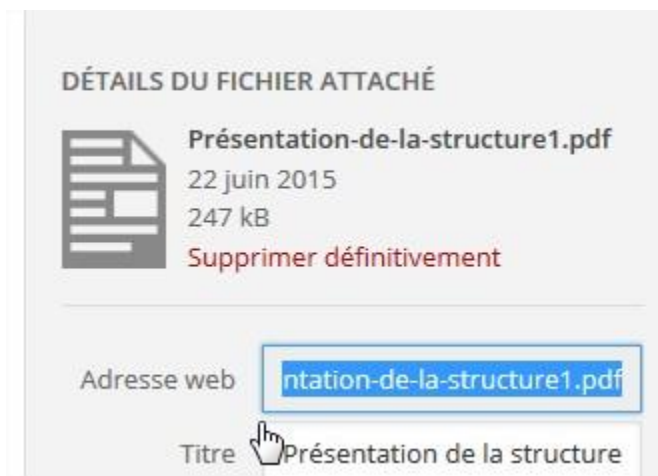 DÉTAILS DU FICHIER ATTACHÉ
Présentation-de-la-structure1.pdf
22 juin 2015
247 kB
Supprimer définitivement
Adresse web ntation-de-la-structure1.pdf
Titre Présentation de la structure